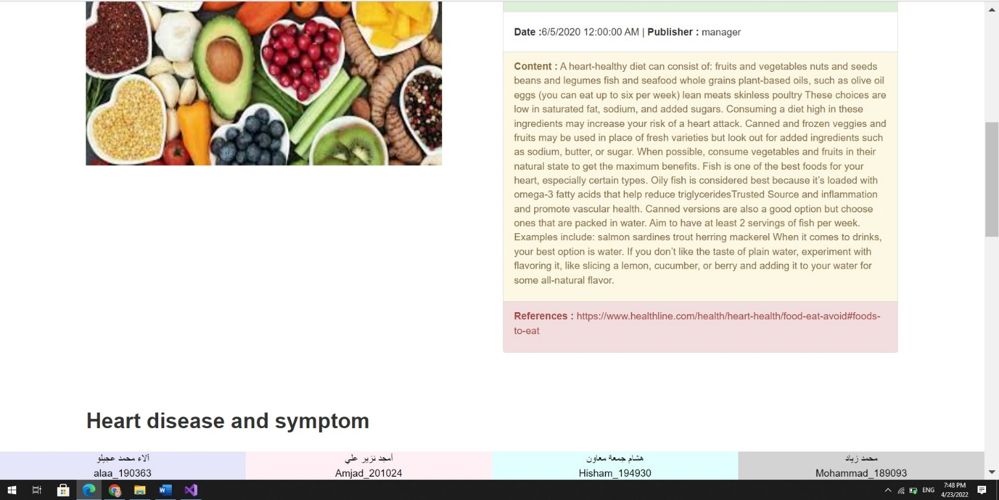 Date :6/5/2020 12:00:00 AM | Publisher : manager
Content : A heart-healthy diet can consist of: fruits and vegetables nuts and seeds
beans and legumes fish and seafood whole grains plant-based oils, such as olive oil
eggs (you can eat up to six per week) lean meats skinless poultry These choices are
low in saturated fat, sodium, and added sugars. Consuming a diet high in these
ingredients may increase your risk of a heart attack. Canned and frozen veggies and
fruits may be used in place of fresh varieties but look out for added ingredients such
as sodium, butter, or sugar. When possible, consume vegetables and fruits in their
natural state to get the maximum benefits. Fish is one of the best foods for your
heart, especially certain types. Oily fish is considered best because it’s loaded with
omega-3 fatty acids that help reduce triglyceridesTrusted Source and inflammation
and promote vascular health. Canned versions are also a good option but choose
ones that are packed in water. Aim to have at least 2 servings of fish per week.
Examples include: salmon sardines trout herring mackerel When it comes to drinks,
your best option is water. If you don’t like the taste of plain water, experiment with
flavoring it, like slicing a lemon, cucumber, or berry and adding it to your water for
some all-natural flavor.
References : https://www.healthline.com/health/heart-health/food-eat-avoid#foods-
to-eat
Heart disease and symptom
آلاء محمد عجيلو
alaa_190363
أمجد نزير علي
Amjad_201024
هشام جمعة معاون
Hisham_194930
محمد زياد
Mohammad_189093
ENG
7:48 PM
4/23/2022